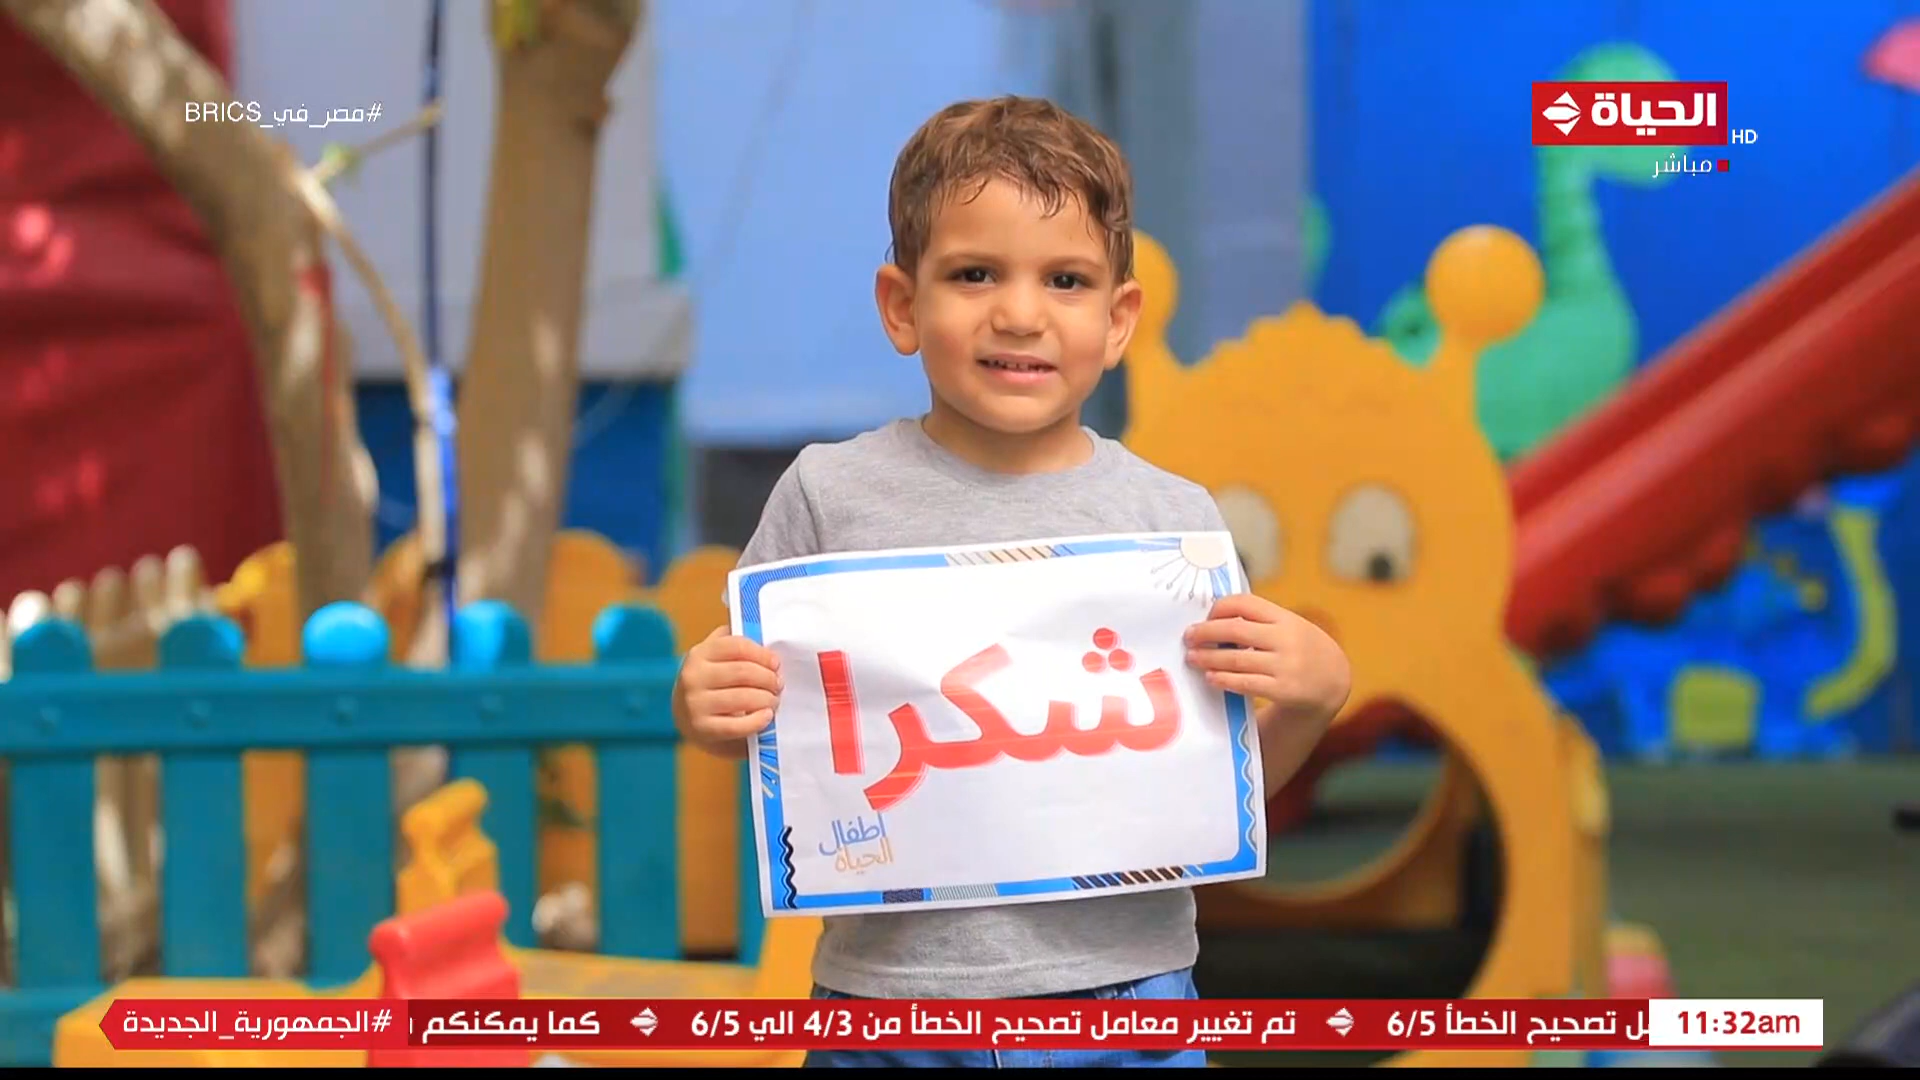 #مصر_في_BRICS
الحياة
HD
مباشر
شكرا
أطفال
الحياة
#الجمهورية_الجديدة
ل تصحيح الخطأ 6/5 تم تغيير معامل تصحيح الخطأ من 4/3 الي 6/5 كما يمكنكم
11:32am